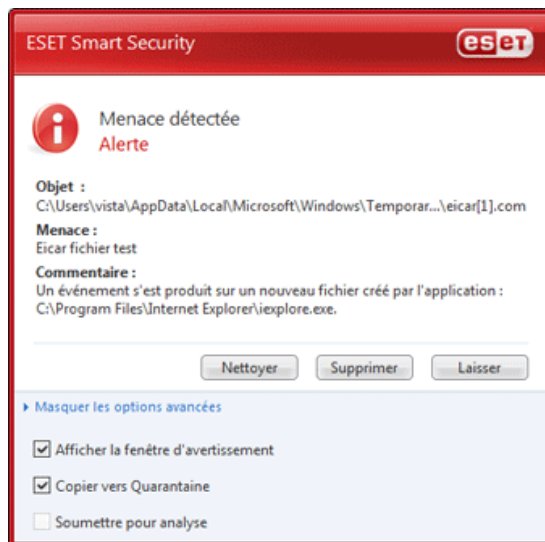 ESET Smart Security
eset
Menace détectée
Alerte
Objet :
C:\Users\vista\AppData\Local\Microsoft\Windows\Temporar...\eicar[1].com
Menace :
Eicar fichier test
Commentaire :
Un événement s'est produit sur un nouveau fichier créé par l'application :
C:\Program Files\Internet Explorer\iexplore.exe.
Nettoyer Supprimer Laisser
Masquer les options avancées
Afficher la fenêtre d'avertissement
Copier vers Quarantaine
Soumettre pour analyse